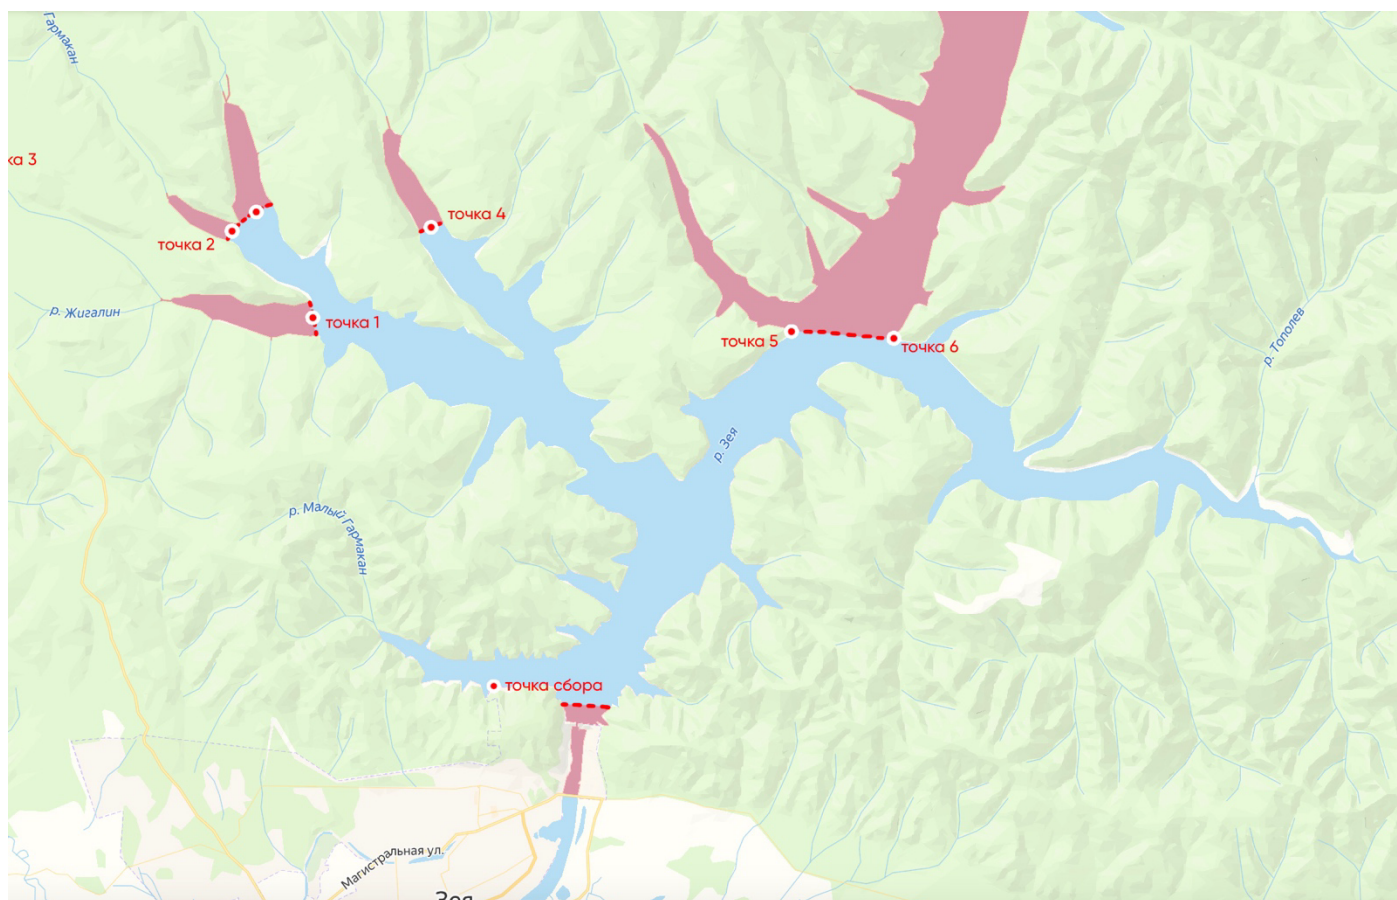 Гармакан
ка 3
точка 4
точка 2
р. Жигалин
точка 1
точка 5
точка 6
р. Тополев
р. Зея
р. Малый Гармакан
точка сбора
Магистральная ул.
Зея